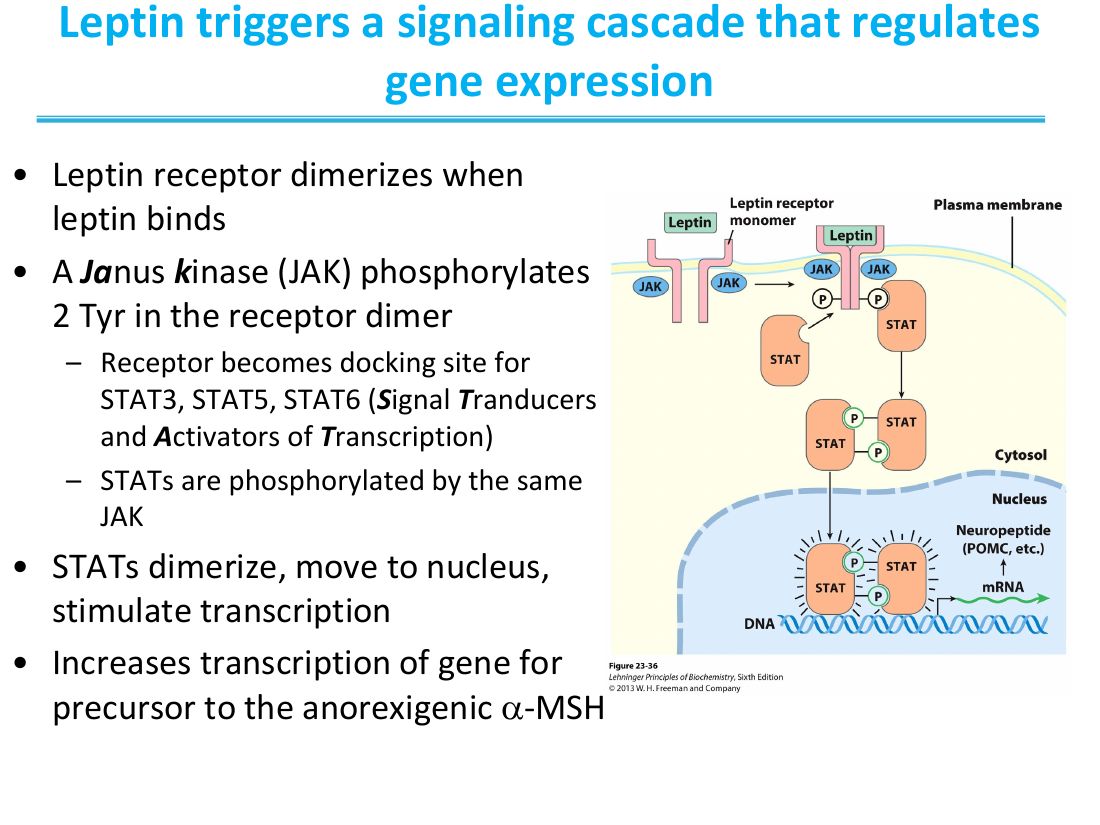 Leptin triggers a signaling cascade that regulates
gene expression
• Leptin receptor dimerizes when
leptin binds
• A Janus kinase (JAK) phosphorylates
2 Tyr in the receptor dimer
– Receptor becomes docking site for
STAT3, STAT5, STAT6 (Signal Tranducers
and Activators of Transcription)
– STATs are phosphorylated by the same
JAK
• STATs dimerize, move to nucleus,
stimulate transcription
• Increases transcription of gene for
precursor to the anorexigenic α-MSH
Leptin
Leptin receptor
monomer
Plasma membrane
Leptin
JAK
JAK
JAK
JAK
P
P
STAT
STAT
P
STAT
STAT
P
Cytosol
Nucleus
Neuropeptide
(POMC, etc.)
mRNA
P
STAT
STAT
P
DNA
Figure 23-36
Lehninger Principles of Biochemistry, Sixth Edition
© 2013 W. H. Freeman and Company